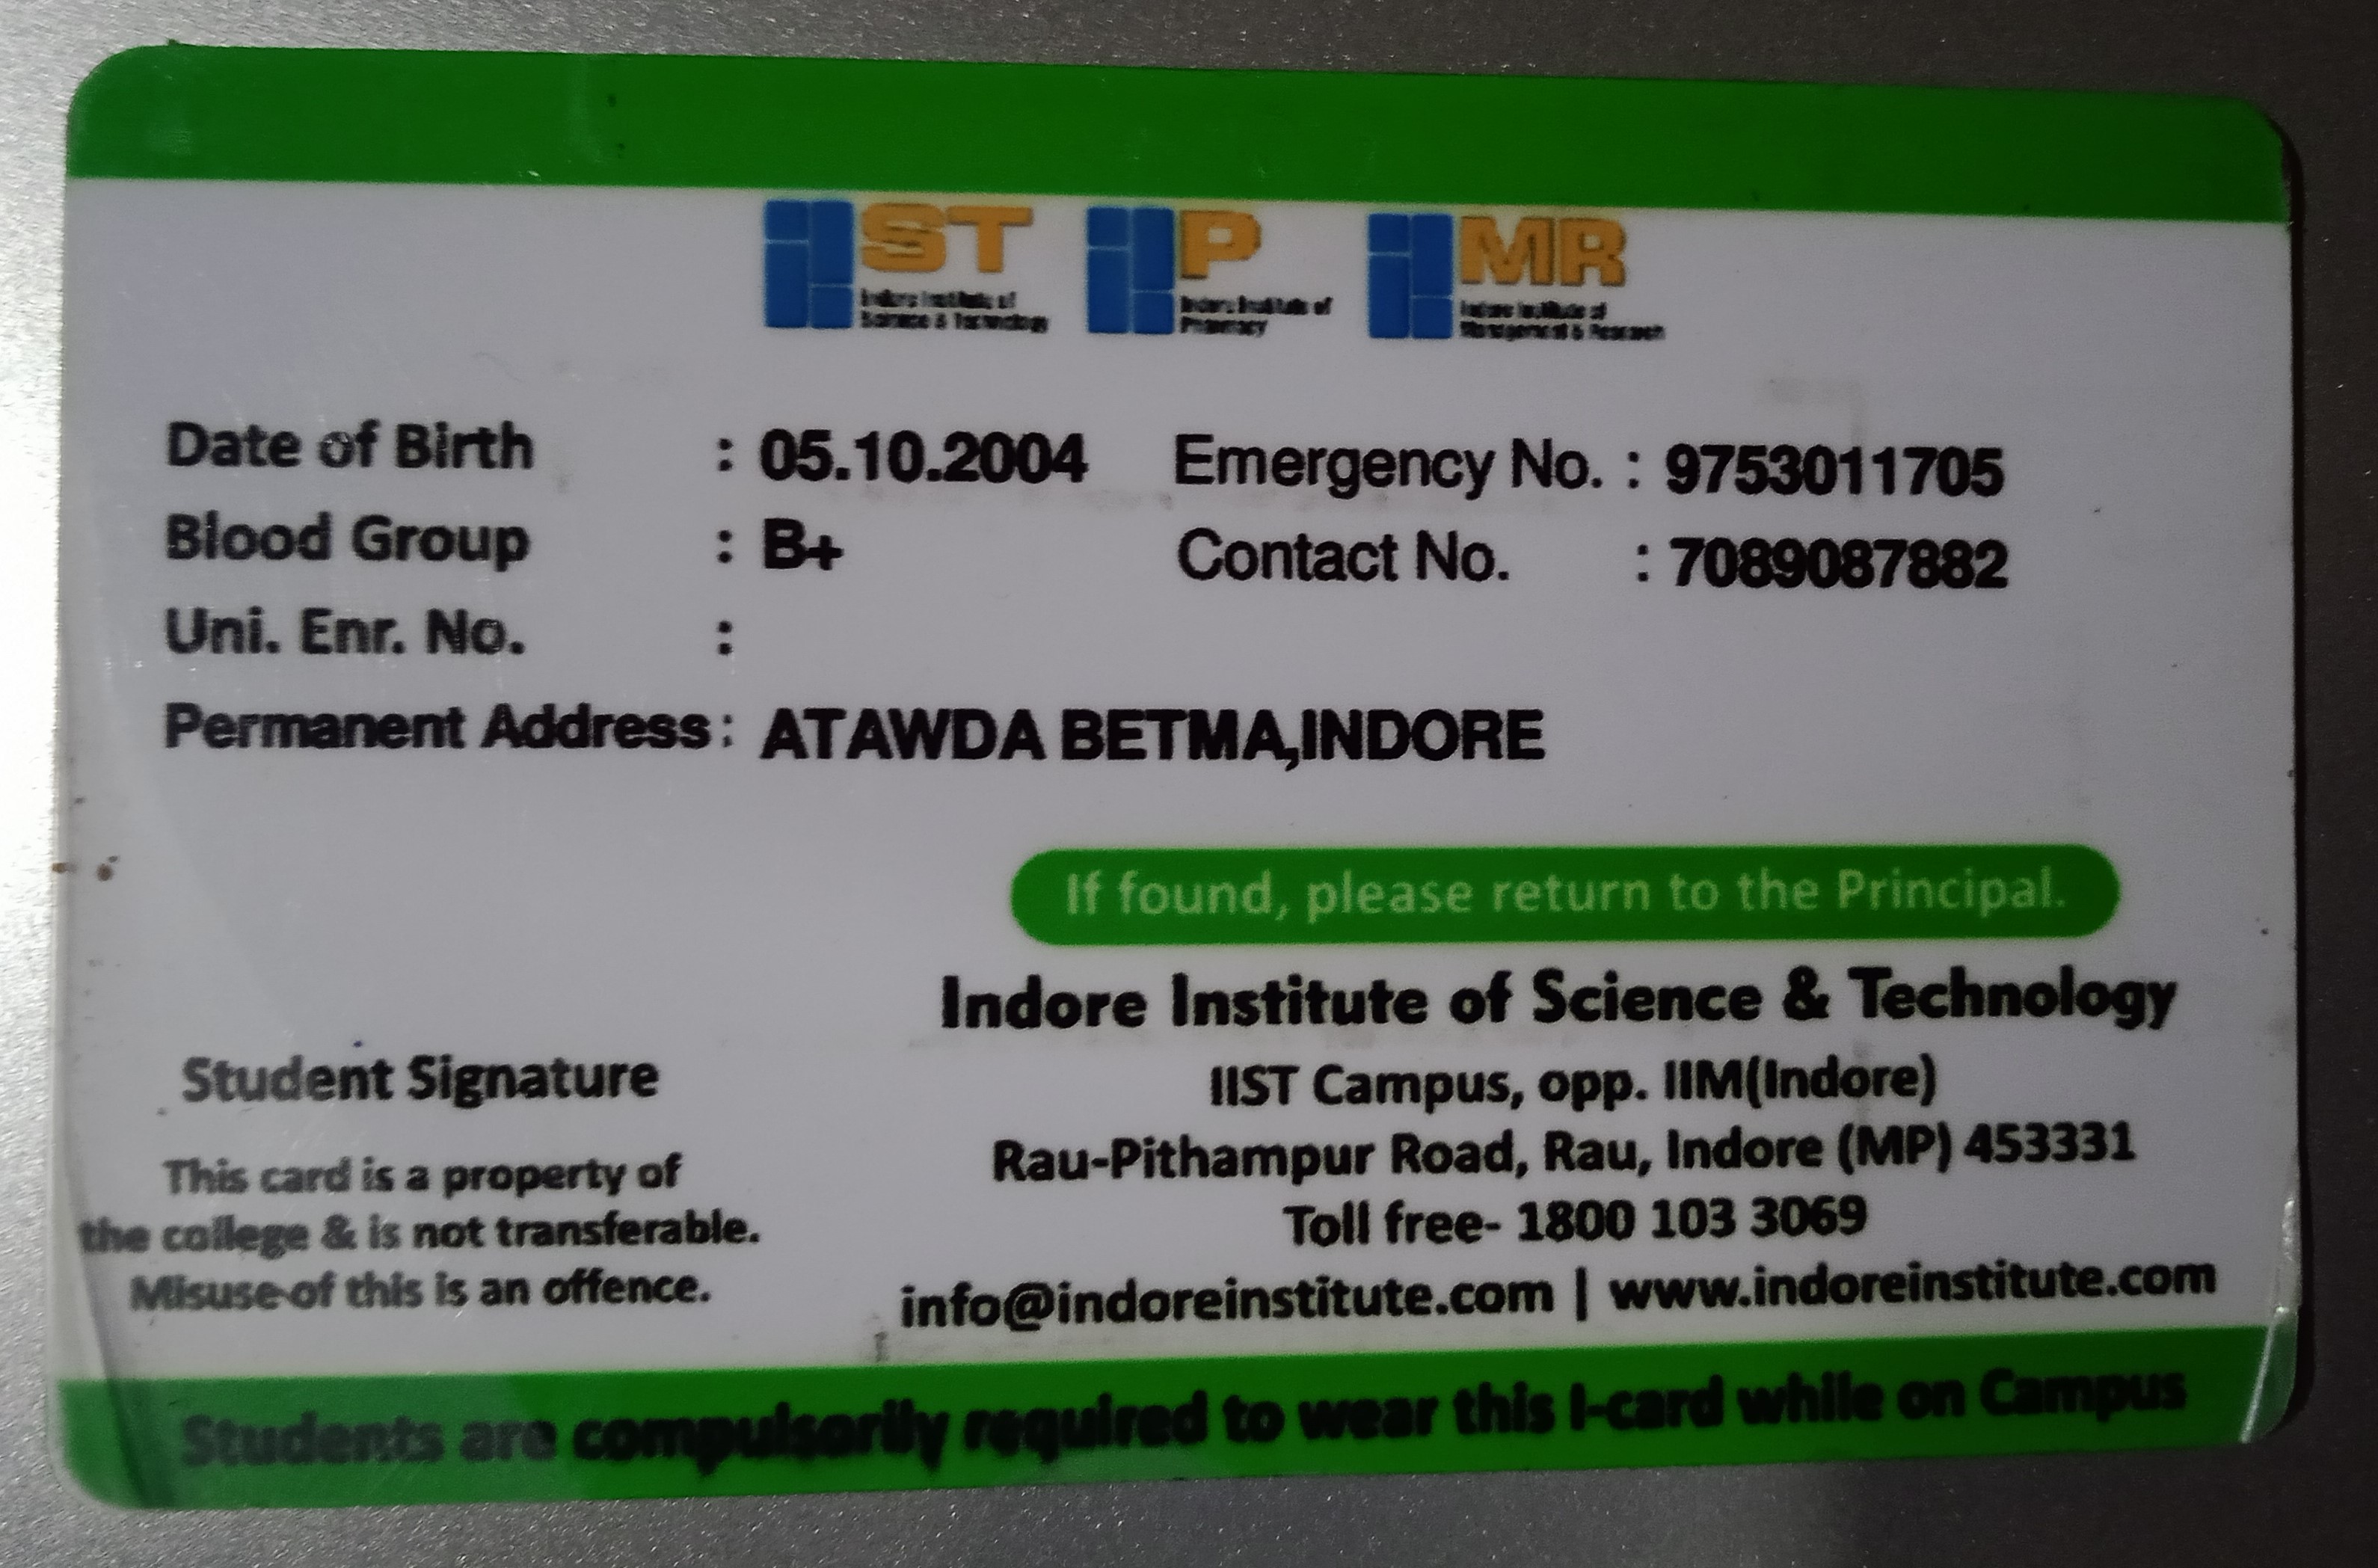 IIST IIP IIMR
Indore Institute of Indore Institute of Indore Institute of
Science & Technology Pharmacy Management & Research
Date of Birth : 05.10.2004 Emergency No. : 9753011705
Blood Group : B+ Contact No. : 7089087882
Uni. Enr. No. :
Permanent Address : ATAWDA BETMA,INDORE
If found, please return to the Principal.
Indore Institute of Science & Technology
IIST Campus, opp. IIM(Indore)
Rau-Pithampur Road, Rau, Indore (MP) 453331
Toll free- 1800 103 3069
info@indoreinstitute.com | www.indoreinstitute.com
Student Signature
This card is a property of
the college & is not transferable.
Misuse of this is an offence.
Students are compulsorily required to wear this I-card while on Campus